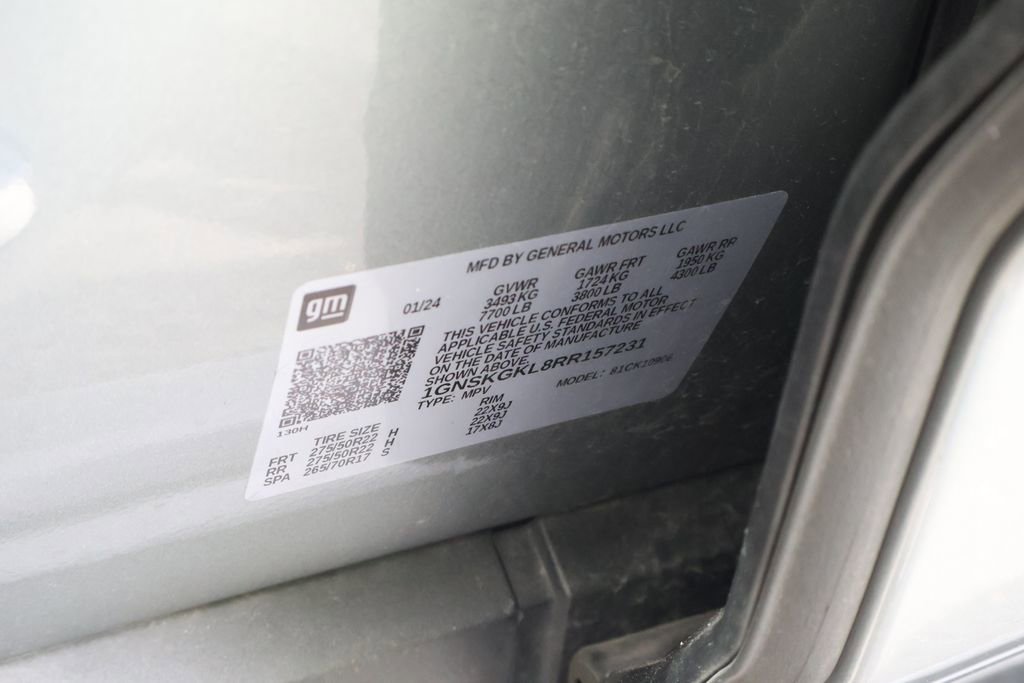 MFD BY GENERAL MOTORS LLC
gm
01/24
GVWR GAWR FRT GAWR RR
3493 KG 1724 KG 1950 KG
7700 LB 3800 LB 4300 LB
THIS VEHICLE CONFORMS TO ALL
APPLICABLE U.S. FEDERAL MOTOR
VEHICLE SAFETY STANDARDS IN EFFECT
ON THE DATE OF MANUFACTURE
SHOWN ABOVE.
1GNSKGKL8RR157231
TYPE: MPV MODEL:
130H
TIRE SIZE RIM
FRT 275/50R22 H 22X9J
RR 275/50R22 H 22X9J
SPA 265/70R17 S 17X8J